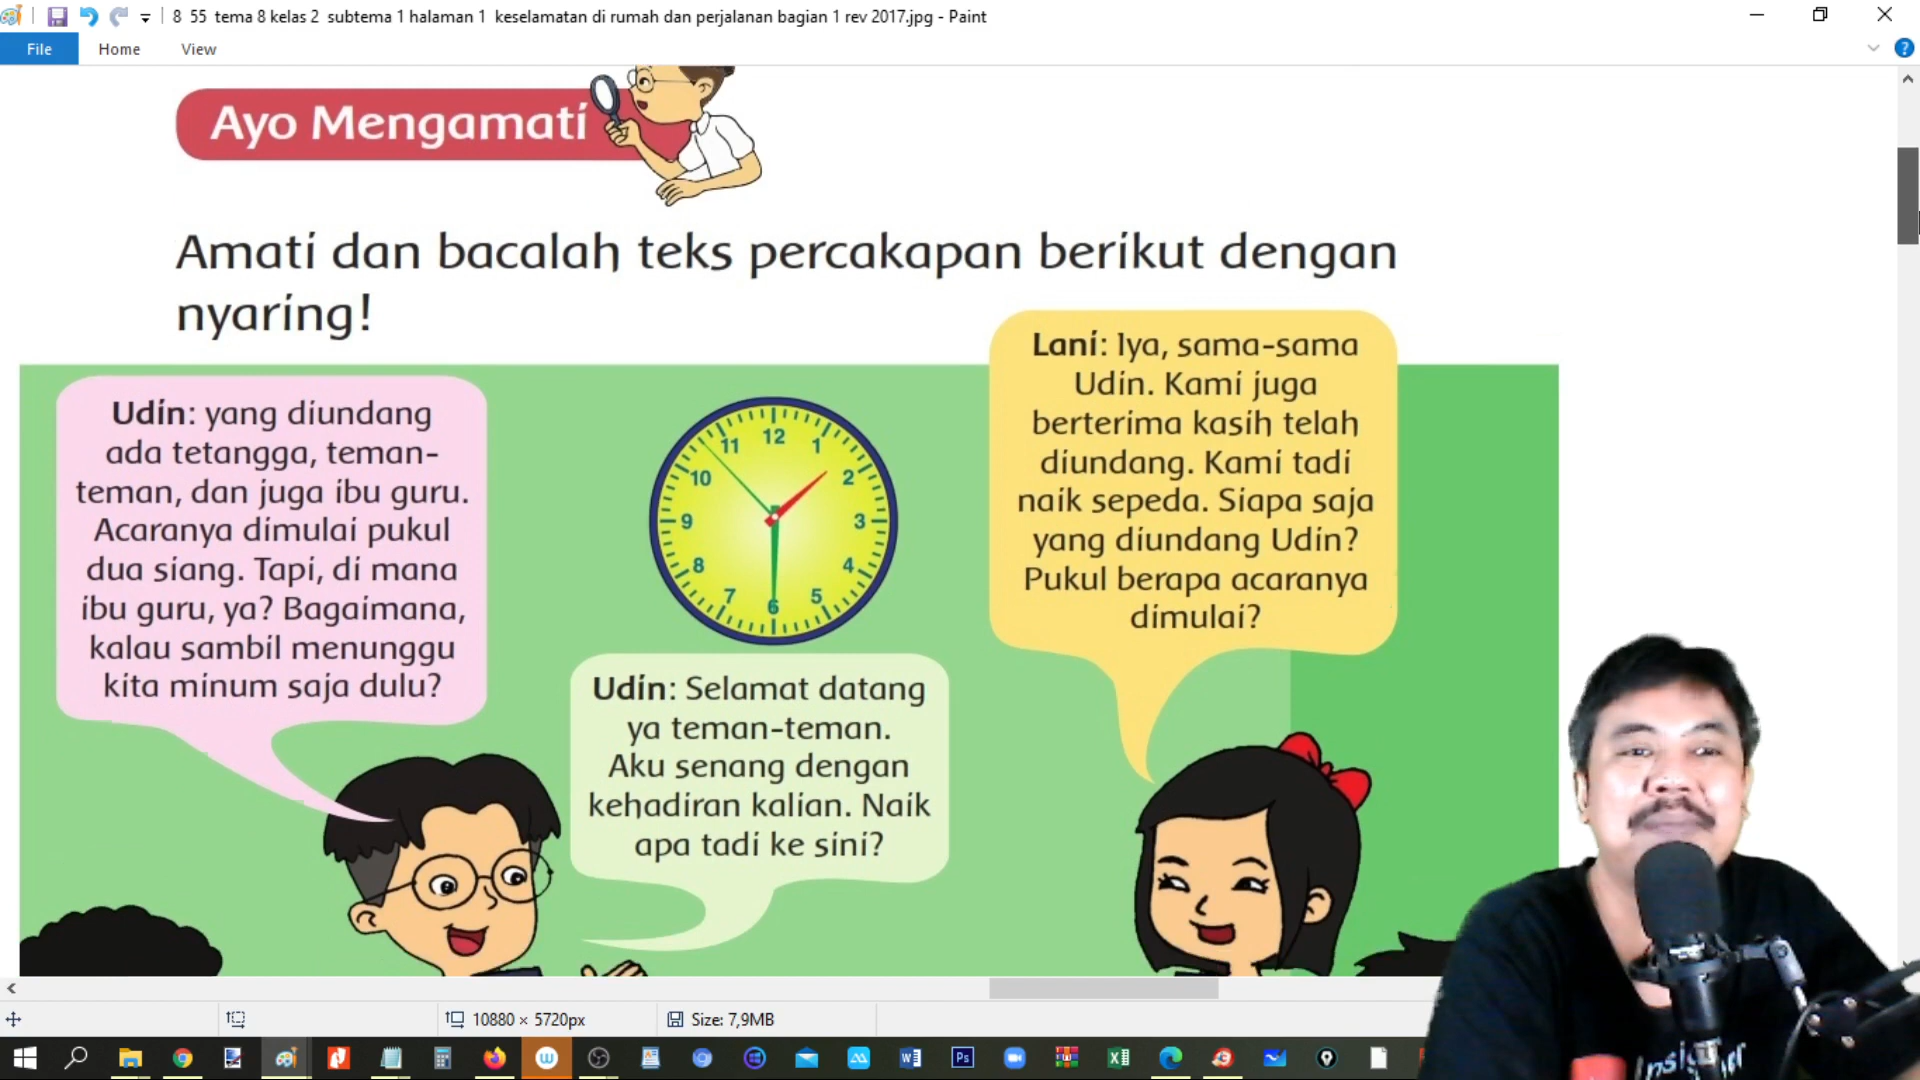 8 55 tema 8 kelas 2 subtema 1 halaman 1 keselamatan di rumah dan perjalanan bagian 1 rev 2017.jpg - Paint
File
Home
View
Ayo Mengamati
Amati dan bacalah teks percakapan berikut dengan
nyaring!
Udin: yang diundang
ada tetangga, teman-
teman, dan juga ibu guru.
Acaranya dimulai pukul
dua siang. Tapi, di mana
ibu guru, ya? Bagaimana,
kalau sambil menunggu
kita minum saja dulu?
12
1
2
3
4
5
6
7
8
9
10
11
Udin: Selamat datang
ya teman-teman.
Aku senang dengan
kehadiran kalian. Naik
apa tadi ke sini?
Lani: Iya, sama-sama
Udin. Kami juga
berterima kasih telah
diundang. Kami tadi
naik sepeda. Siapa saja
yang diundang Udin?
Pukul berapa acaranya
dimulai?
10880 × 5720px
Size: 7,9MB